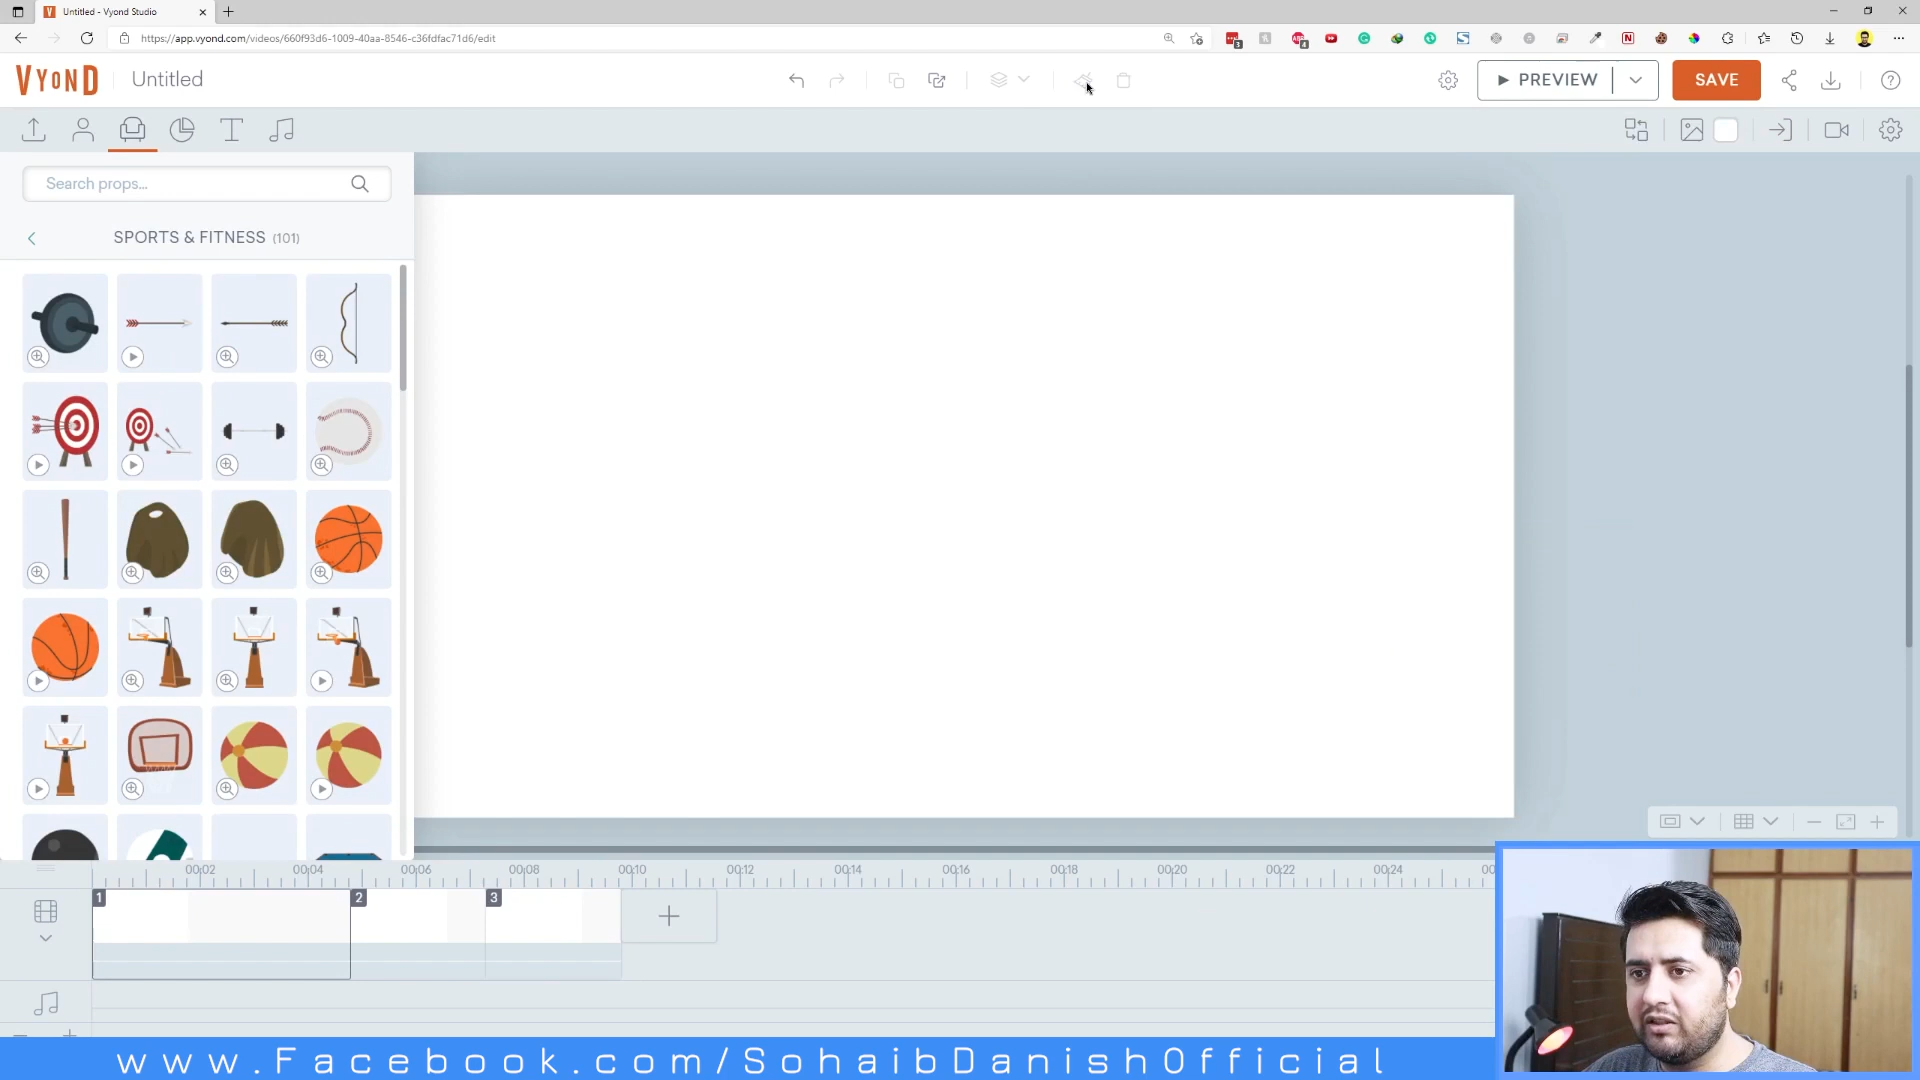 Untitled - Vyond Studio
https://app.vyond.com/videos/660f93d6-1009-40aa-8546-c36fdfac71d6/edit
VYOND
Untitled
PREVIEW
SAVE
Search props...
SPORTS & FITNESS (101)
00:02 00:04 00:06 00:08 00:10 00:12 00:14 00:16 00:18 00:20 00:22 00:24
1 2 3
www.Facebook.com/SohaibDanishOfficial